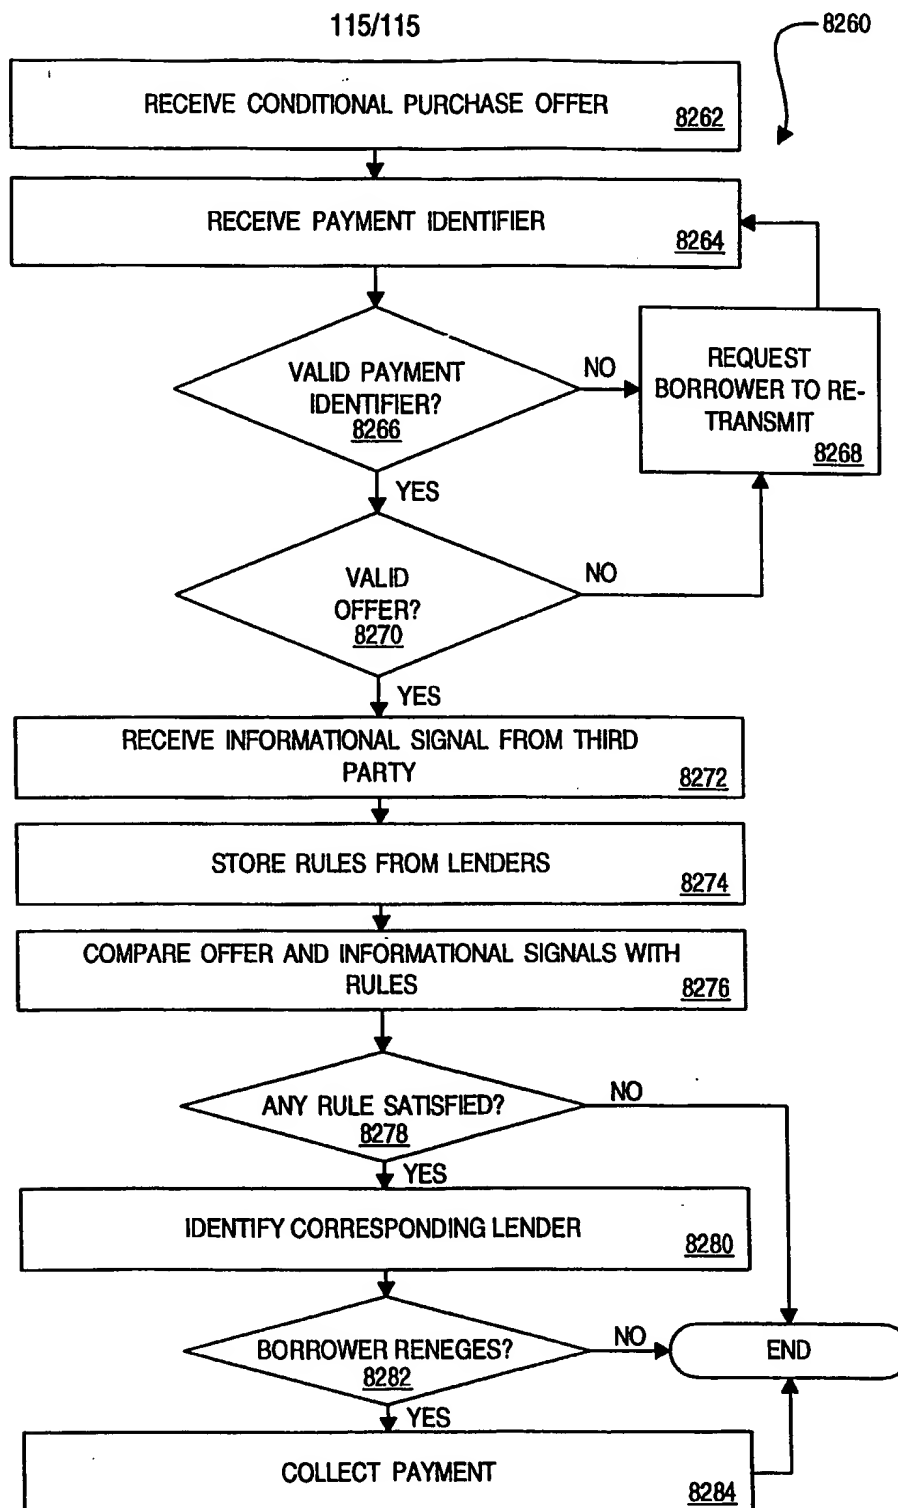 115/115
8260
RECEIVE CONDITIONAL PURCHASE OFFER
8262
RECEIVE PAYMENT IDENTIFIER
8264
VALID PAYMENT
IDENTIFIER?
8266
NO
REQUEST
BORROWER TO RE-
TRANSMIT
8268
YES
VALID
OFFER?
8270
NO
YES
RECEIVE INFORMATIONAL SIGNAL FROM THIRD
PARTY
8272
STORE RULES FROM LENDERS
8274
COMPARE OFFER AND INFORMATIONAL SIGNALS WITH
RULES
8276
ANY RULE SATISFIED?
8278
NO
YES
IDENTIFY CORRESPONDING LENDER
8280
BORROWER RENEGES?
8282
NO
END
YES
COLLECT PAYMENT
8284